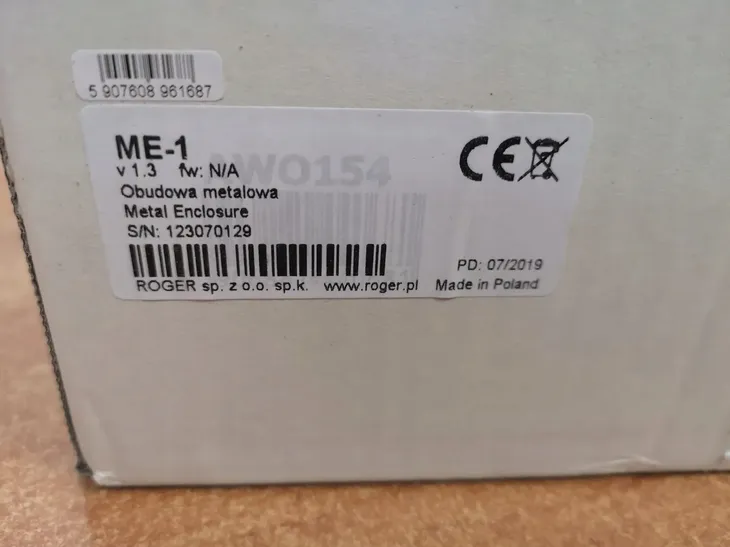 5 907608 961687
ME-1
v 1.3 fw: N/A
AWO154
Obudowa metalowa
Metal Enclosure
S/N: 123070129
PD: 07/2019
ROGER sp. z o.o. sp.k. www.roger.pl Made in Poland